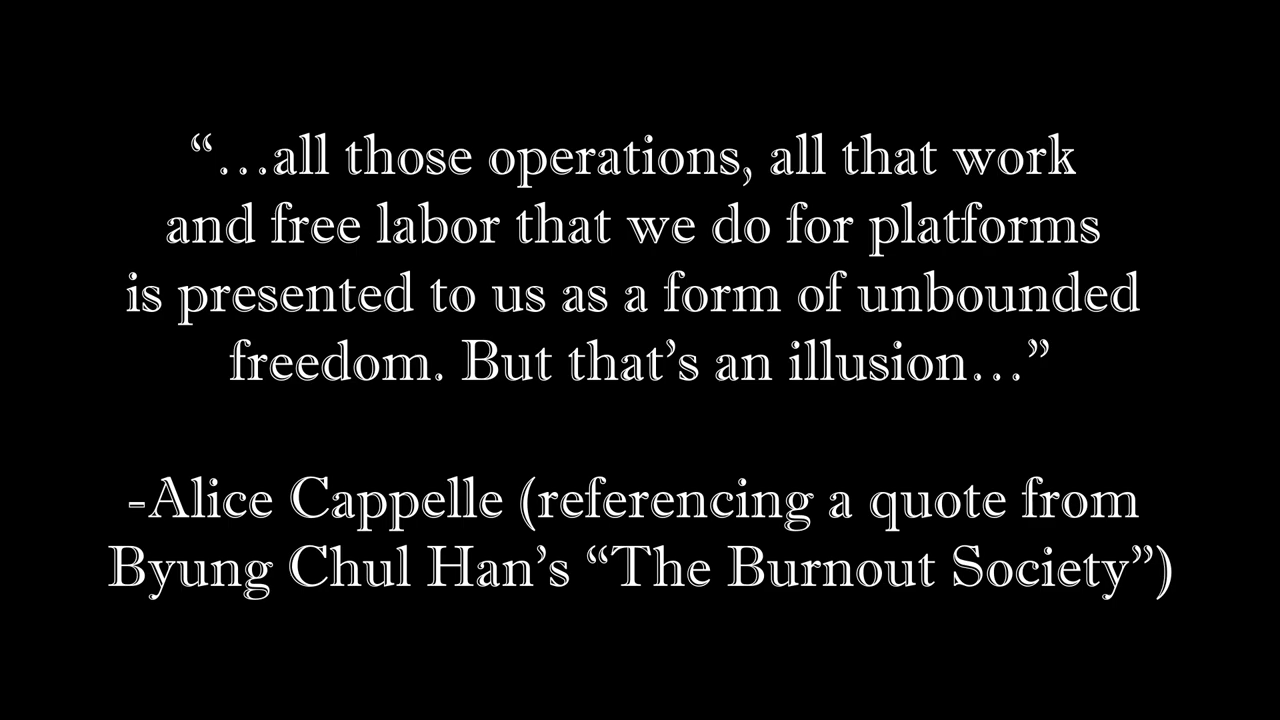 “…all those operations, all that work
and free labor that we do for platforms
is presented to us as a form of unbounded
freedom. But that’s an illusion…”
-Alice Cappelle (referencing a quote from
Byung Chul Han’s “The Burnout Society”)